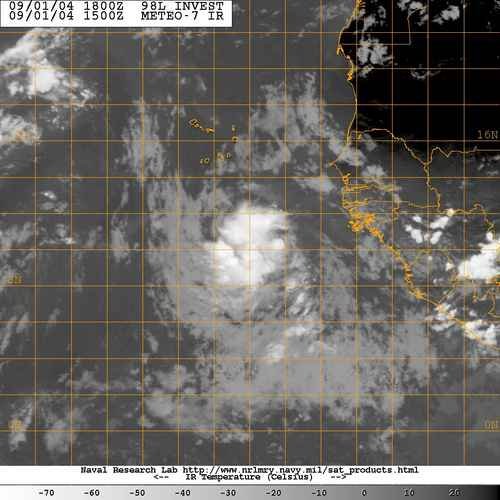 09/01/04 1800Z 98L INVEST
09/01/04 1500Z METEO-7 IR
16N
8N
0N 0N
Naval Research Lab http://www.nrlmry.navy.mil/sat_products.html
<-- IR Temperature (Celsius) -->
-70 -60 -50 -40 -30 -20 -10 0 10 20